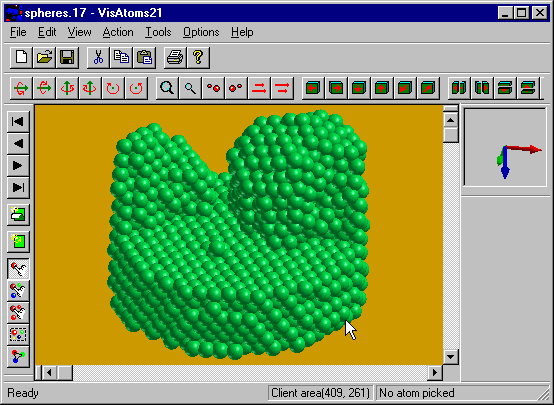 spheres.17 - VisAtoms21
File Edit View Action Tools Options Help
Ready Client area(409, 261) No atom picked